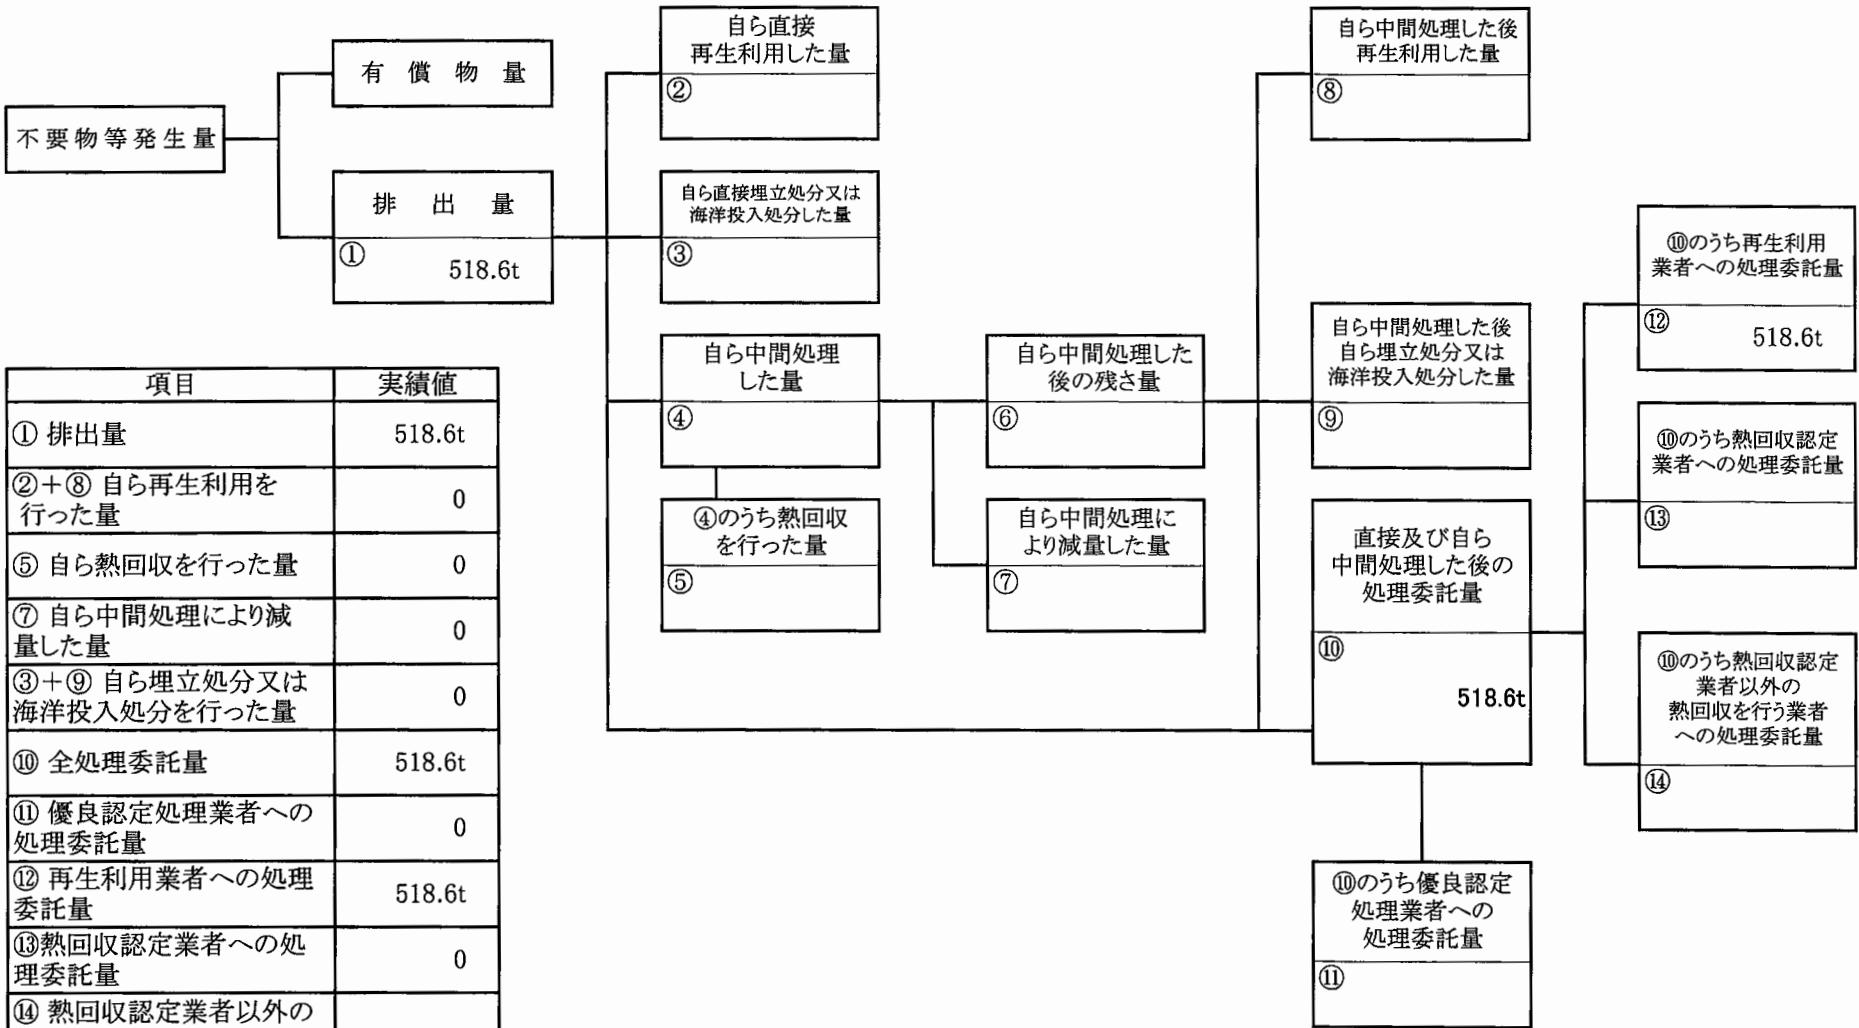 不要物等発生量
有償物量
排出量
①
518.6t
自ら直接
再生利用した量
②
自ら直接埋立処分又は
海洋投入処分した量
③
自ら中間処理
した量
④
④のうち熱回収
を行った量
⑤
自ら中間処理した
後の残さ量
⑥
自ら中間処理に
より減量した量
⑦
自ら中間処理した後
再生利用した量
⑧
自ら中間処理した後
自ら埋立処分又は
海洋投入処分した量
⑨
直接及び自ら
中間処理した後の
処理委託量
⑩
518.6t
⑩のうち優良認定
処理業者への
処理委託量
⑪
⑩のうち再生利用
業者への処理委託量
⑫
518.6t
⑩のうち熱回収認定
業者への処理委託量
⑬
⑩のうち熱回収認定
業者以外の
熱回収を行う業者
への処理委託量
⑭
項目 実績値
① 排出量 518.6t
②+⑧ 自ら再生利用を
行った量 0
⑤ 自ら熱回収を行った量 0
⑦ 自ら中間処理により減
量した量 0
③+⑨ 自ら埋立処分又は
海洋投入処分を行った量 0
⑩ 全処理委託量 518.6t
⑪ 優良認定処理業者への
処理委託量 0
⑫ 再生利用業者への処理
委託量 518.6t
⑬熱回収認定業者への処
理委託量 0
⑭ 熱回収認定業者以外の